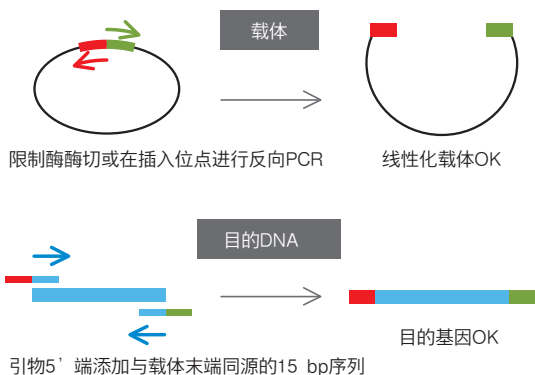 载体
限制酶酶切或在插入位点进行反向PCR
线性化载体OK
目的DNA
目的基因OK
引物5’端添加与载体末端同源的15 bp序列